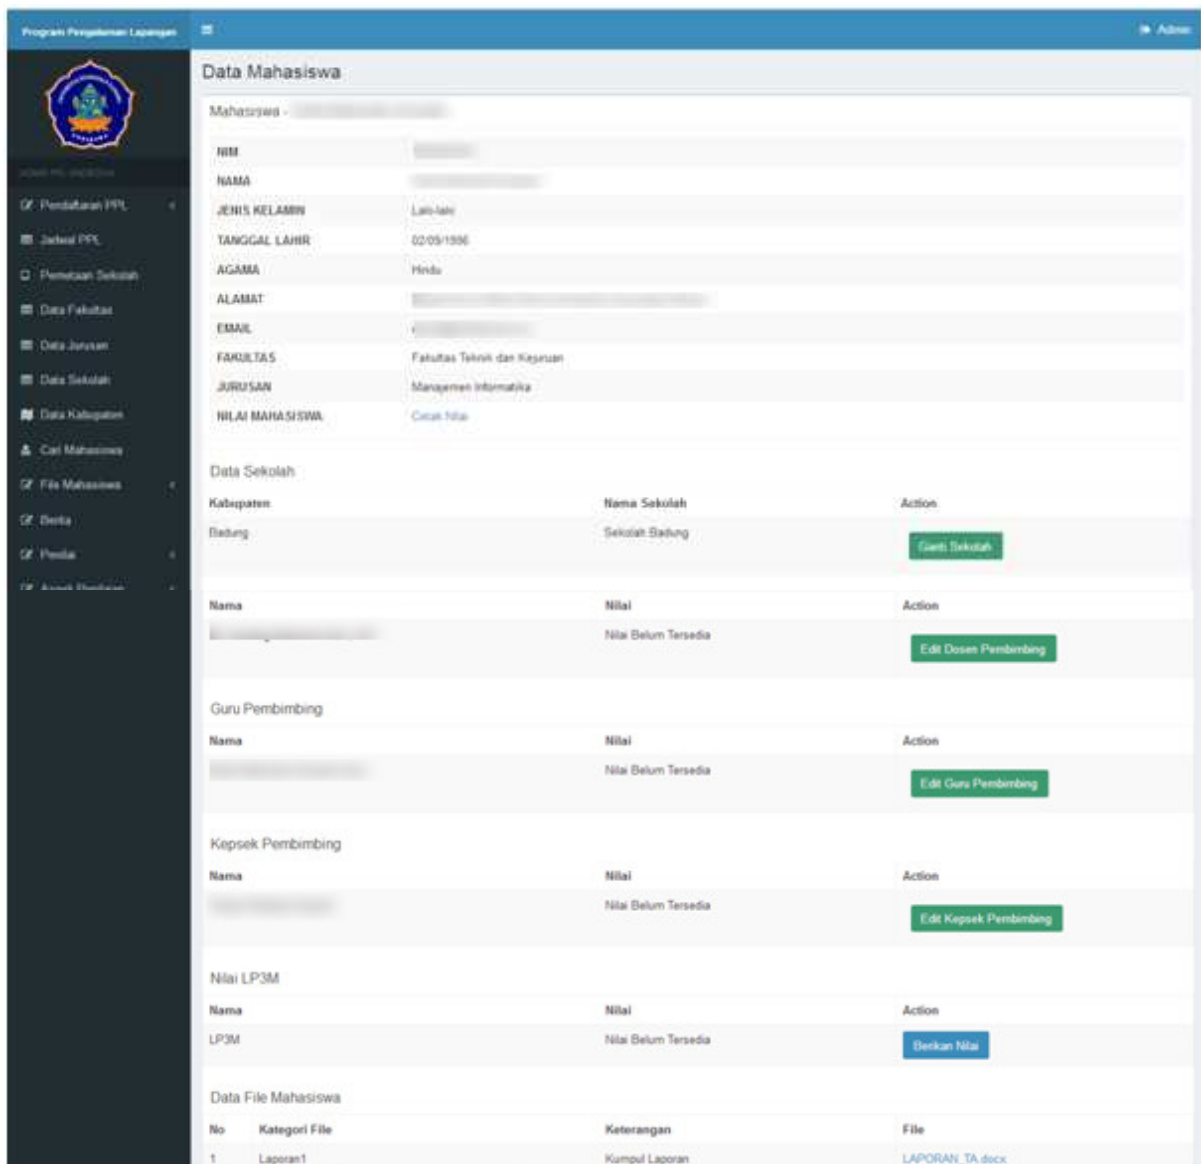 Program Pengalaman Lapangan
Admin
Data Mahasiswa
Mahasiswa -
NIM
NAMA
JENIS KELAMIN Laki-laki
TANGGAL LAHIR 02/09/1996
AGAMA Hindu
ALAMAT
EMAIL
FAKULTAS Fakultas Teknik dan Kejuruan
JURUSAN Manajemen Informatika
NILAI MAHASISWA Cetak Nilai
Pendaftaran PPL
Jadwal PPL
Pemetaan Sekolah
Data Fakultas
Data Jurusan
Data Sekolah
Data Kabupaten
Cari Mahasiswa
File Mahasiswa
Berita
Penilai
Aspek Penilaian
Data Sekolah
Kabupaten Nama Sekolah Action
Badung Sekolah Badung Ganti Sekolah
Nama Nilai Action
Nilai Belum Tersedia Edit Dosen Pembimbing
Guru Pembimbing
Nama Nilai Action
Nilai Belum Tersedia Edit Guru Pembimbing
Kepsek Pembimbing
Nama Nilai Action
Nilai Belum Tersedia Edit Kepsek Pembimbing
Nilai LP3M
Nama Nilai Action
LP3M Nilai Belum Tersedia Berikan Nilai
Data File Mahasiswa
No Kategori File Keterangan File
1 Laporan1 Kumpul Laporan LAPORAN_TA.docx